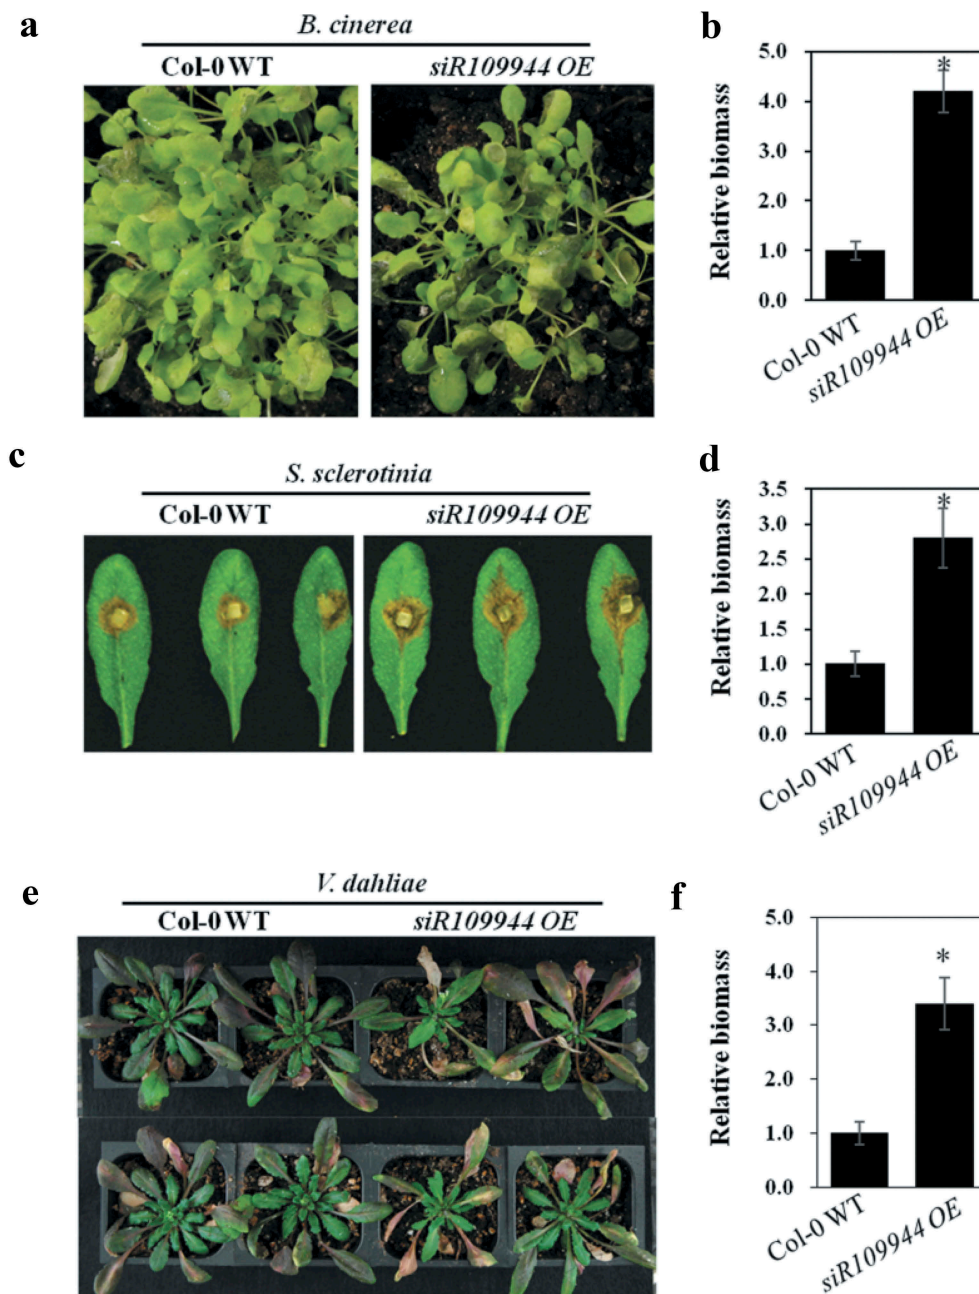 a
B. cinerea
Col-0 WT siR109944 OE
b
Relative biomass
5.0
4.0
3.0
2.0
1.0
0.0
*
Col-0 WT
siR109944 OE
c
S. sclerotinia
Col-0 WT siR109944 OE
d
Relative biomass
3.5
3.0
2.5
2.0
1.5
1.0
0.5
0.0
*
Col-0 WT
siR109944 OE
e
V. dahliae
Col-0 WT siR109944 OE
f
Relative biomass
5.0
4.0
3.0
2.0
1.0
0.0
*
Col-0 WT
siR109944 OE